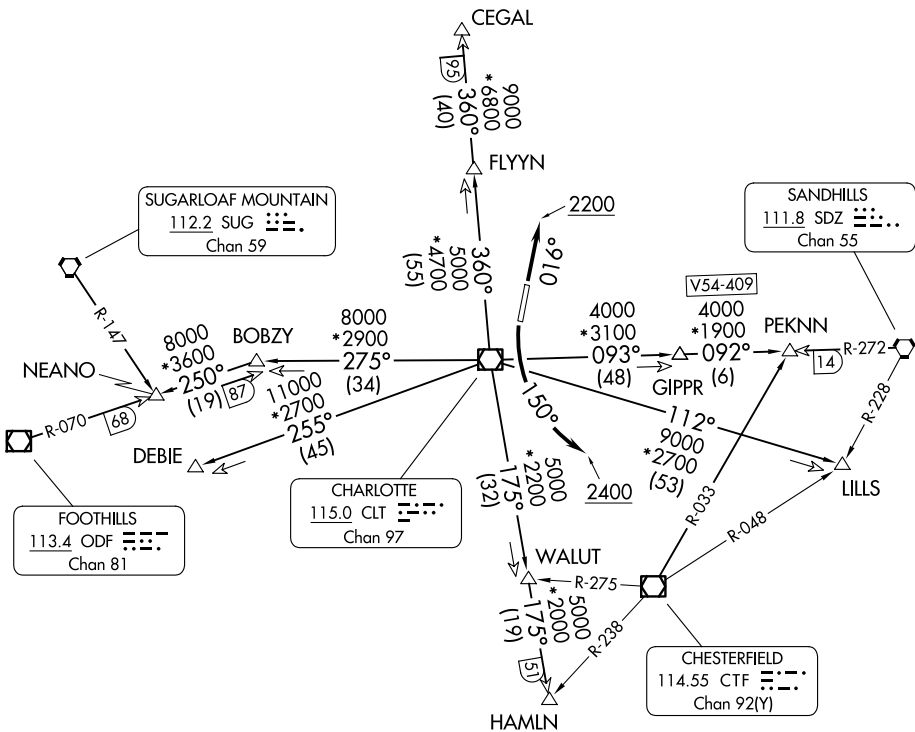 CEGAL
95
360°
(40)
9000
*6800
FLYYN
SUGARLOAF MOUNTAIN
112.2 SUG
Chan 59
2200
SANDHILLS
111.8 SDZ
Chan 55
360°
(55)
5000
*4700
016°
R-147
V54-409
8000
*3600
250°
(19)
BOBZY
8000
*2900
275°
(34)
4000
*3100
093°
(48)
4000
*1900
092°
(6)
PEKNN
14
R-272
NEANO
87
GIPPR
R-228
68
R-070
11000
*2700
255°
(45)
150°
112°
9000
*2700
(53)
DEBIE
5000
*2200
175°
(32)
2400
LILLS
CHARLOTTE
115.0 CLT
Chan 97
FOOTHILLS
113.4 ODF
Chan 81
R-033
R-048
WALUT
R-275
5000
*2000
175°
(19)
R-238
51
CHESTERFIELD
114.55 CTF
Chan 92(Y)
HAMLN